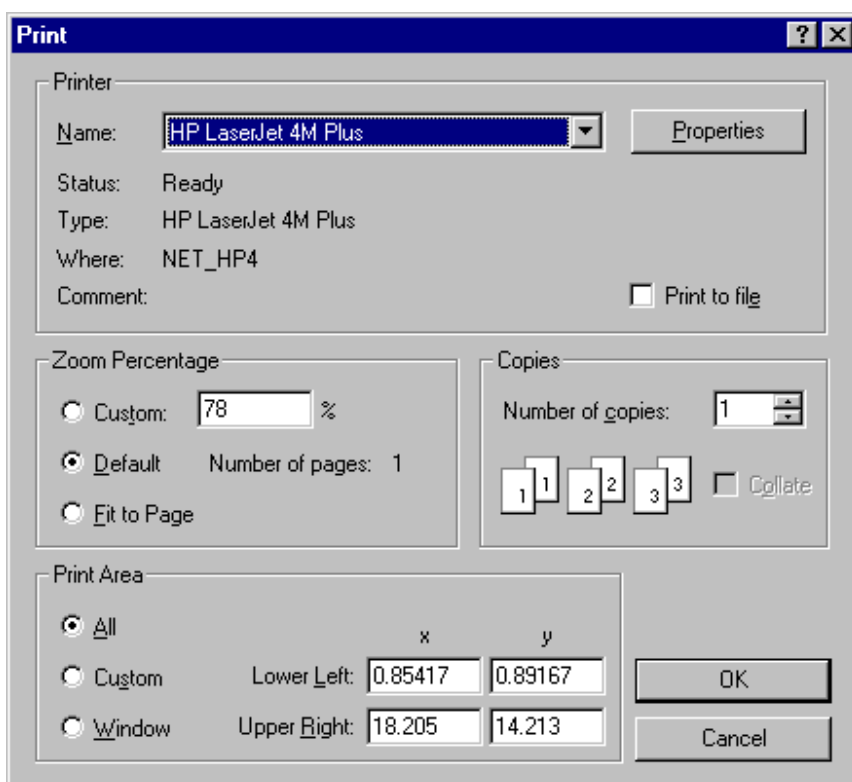 Print
Printer
Name: HP LaserJet 4M Plus Properties
Status: Ready
Type: HP LaserJet 4M Plus
Where: NET_HP4
Comment: Print to file
Zoom Percentage
Custom: 78 %
Default Number of pages: 1
Fit to Page
Copies
Number of copies: 1
1 1 2 2 3 3 Collate
Print Area
All
x y
Custom Lower Left: 0.85417 0.89167
Window Upper Right: 18.205 14.213
OK
Cancel